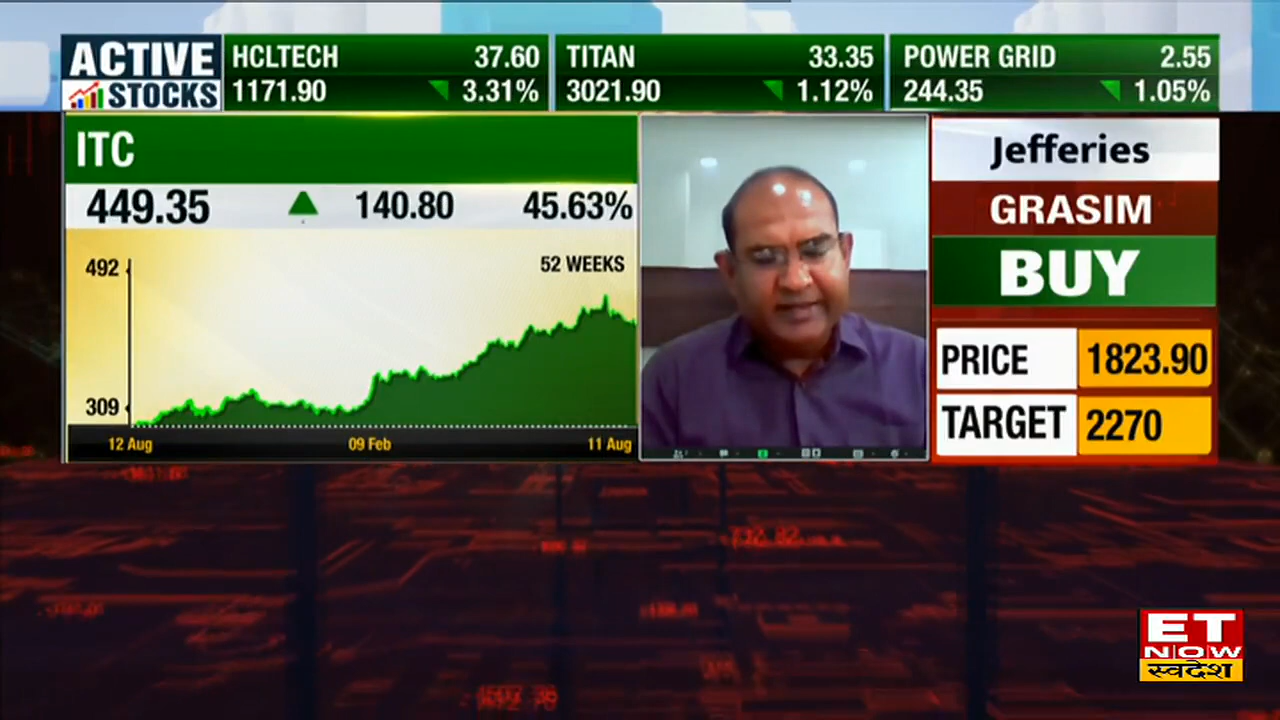 ACTIVE
STOCKS
HCLTECH 37.60
1171.90 3.31%
TITAN 33.35
3021.90 1.12%
POWER GRID 2.55
244.35 1.05%
ITC
449.35 140.80 45.63%
492
52 WEEKS
309
12 Aug 09 Feb 11 Aug
Jefferies
GRASIM
BUY
PRICE 1823.90
TARGET 2270
ET
NOW
स्वदेश